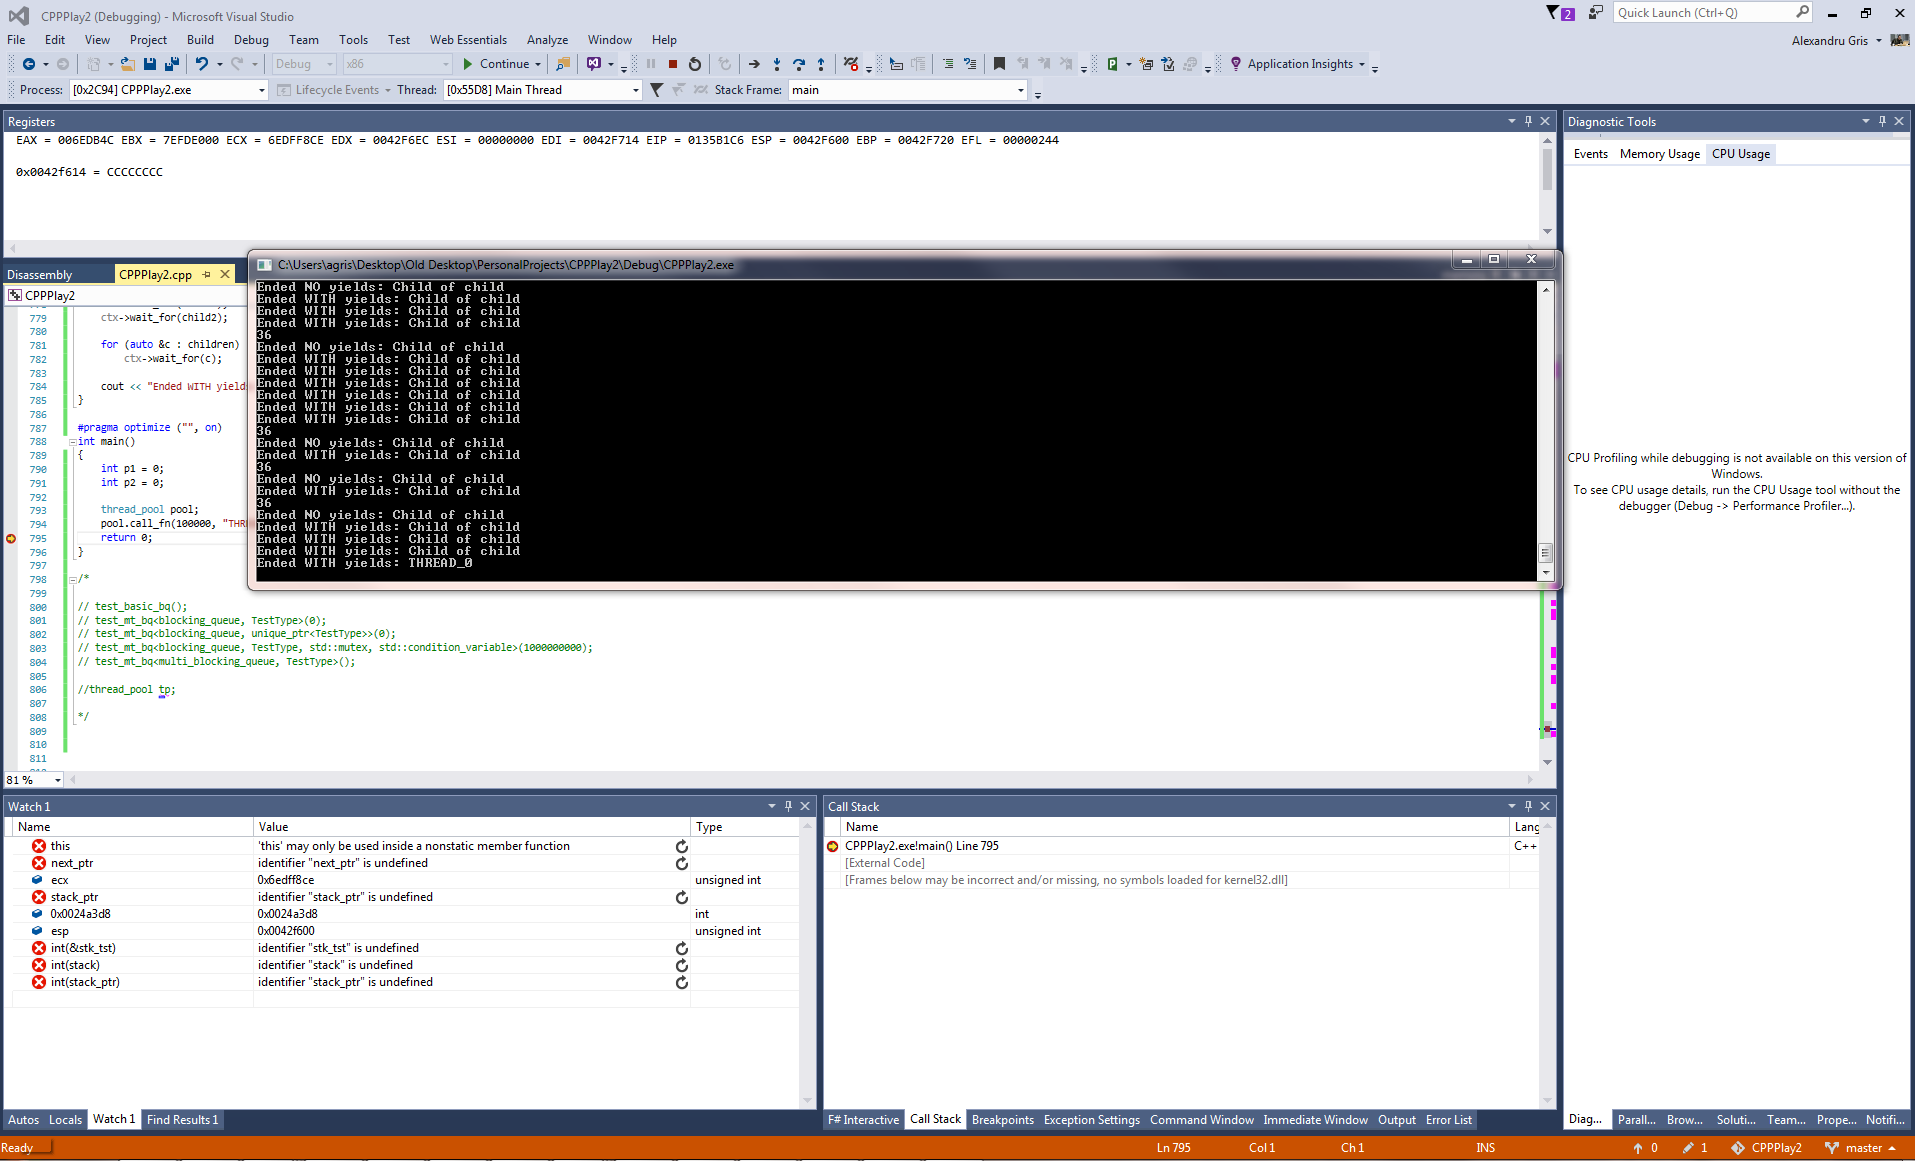 CPPPlay2 (Debugging) - Microsoft Visual Studio
2
Quick Launch (Ctrl+Q)
File Edit View Project Build Debug Team Tools Test Web Essentials Analyze Window Help
Alexandru Gris
Debug x86 Continue Application Insights
Process: [0x2C94] CPPPlay2.exe Lifecycle Events Thread: [0x55D8] Main Thread Stack Frame: main
Registers
EAX = 006EDB4C EBX = 7EFDE000 ECX = 6EDFF8CE EDX = 0042F6EC ESI = 00000000 EDI = 0042F714 EIP = 0135B1C6 ESP = 0042F600 EBP = 0042F720 EFL = 00000244
0x0042f614 = CCCCCCCC
Diagnostic Tools
Events Memory Usage CPU Usage
CPU Profiling while debugging is not available on this version of
Windows.
To see CPU usage details, run the CPU Usage tool without the
debugger (Debug -> Performance Profiler...).
Disassembly CPPPlay2.cpp
CPPPlay2
779 ctx->wait_for(child2);
780
781 for (auto &c : children)
782 ctx->wait_for(c);
783
784 cout << "Ended WITH yield
785 }
786
787 #pragma optimize ("", on)
788 int main()
789 {
790 int p1 = 0;
791 int p2 = 0;
792
793 thread_pool pool;
794 pool.call_fn(100000, "THR
795 return 0;
796 }
797
798 /*
799
800 // test_basic_bq();
801 // test_mt_bq<blocking_queue, TestType>(0);
802 // test_mt_bq<blocking_queue, unique_ptr<TestType>>(0);
803 // test_mt_bq<blocking_queue, TestType, std::mutex, std::condition_variable>(1000000000);
804 // test_mt_bq<multi_blocking_queue, TestType>();
805
806 //thread_pool tp;
807
808 */
809
810
811
81 %
C:\Users\agris\Desktop\Old Desktop\PersonalProjects\CPPPlay2\Debug\CPPPlay2.exe
Ended NO yields: Child of child
Ended WITH yields: Child of child
Ended WITH yields: Child of child
Ended WITH yields: Child of child
36
Ended NO yields: Child of child
Ended WITH yields: Child of child
Ended WITH yields: Child of child
Ended WITH yields: Child of child
Ended WITH yields: Child of child
Ended WITH yields: Child of child
Ended WITH yields: Child of child
36
Ended NO yields: Child of child
Ended WITH yields: Child of child
36
Ended NO yields: Child of child
Ended WITH yields: Child of child
36
Ended NO yields: Child of child
Ended WITH yields: Child of child
Ended WITH yields: Child of child
Ended WITH yields: Child of child
Ended WITH yields: THREAD_0
Watch 1
Name Value Type
this 'this' may only be used inside a nonstatic member function
next_ptr identifier "next_ptr" is undefined
ecx 0x6edff8ce unsigned int
stack_ptr identifier "stack_ptr" is undefined
0x0024a3d8 0x0024a3d8 int
esp 0x0042f600 unsigned int
int(&stk_tst) identifier "stk_tst" is undefined
int(stack) identifier "stack" is undefined
int(stack_ptr) identifier "stack_ptr" is undefined
Call Stack
Name Lang
CPPPlay2.exe!main() Line 795 C++
[External Code]
[Frames below may be incorrect and/or missing, no symbols loaded for kernel32.dll]
Autos Locals Watch 1 Find Results 1
F# Interactive Call Stack Breakpoints Exception Settings Command Window Immediate Window Output Error List
Diag... Parall... Brow... Soluti... Team... Prope... Notifi...
Ready Ln 795 Col 1 Ch 1 INS 0 1 CPPPlay2 master